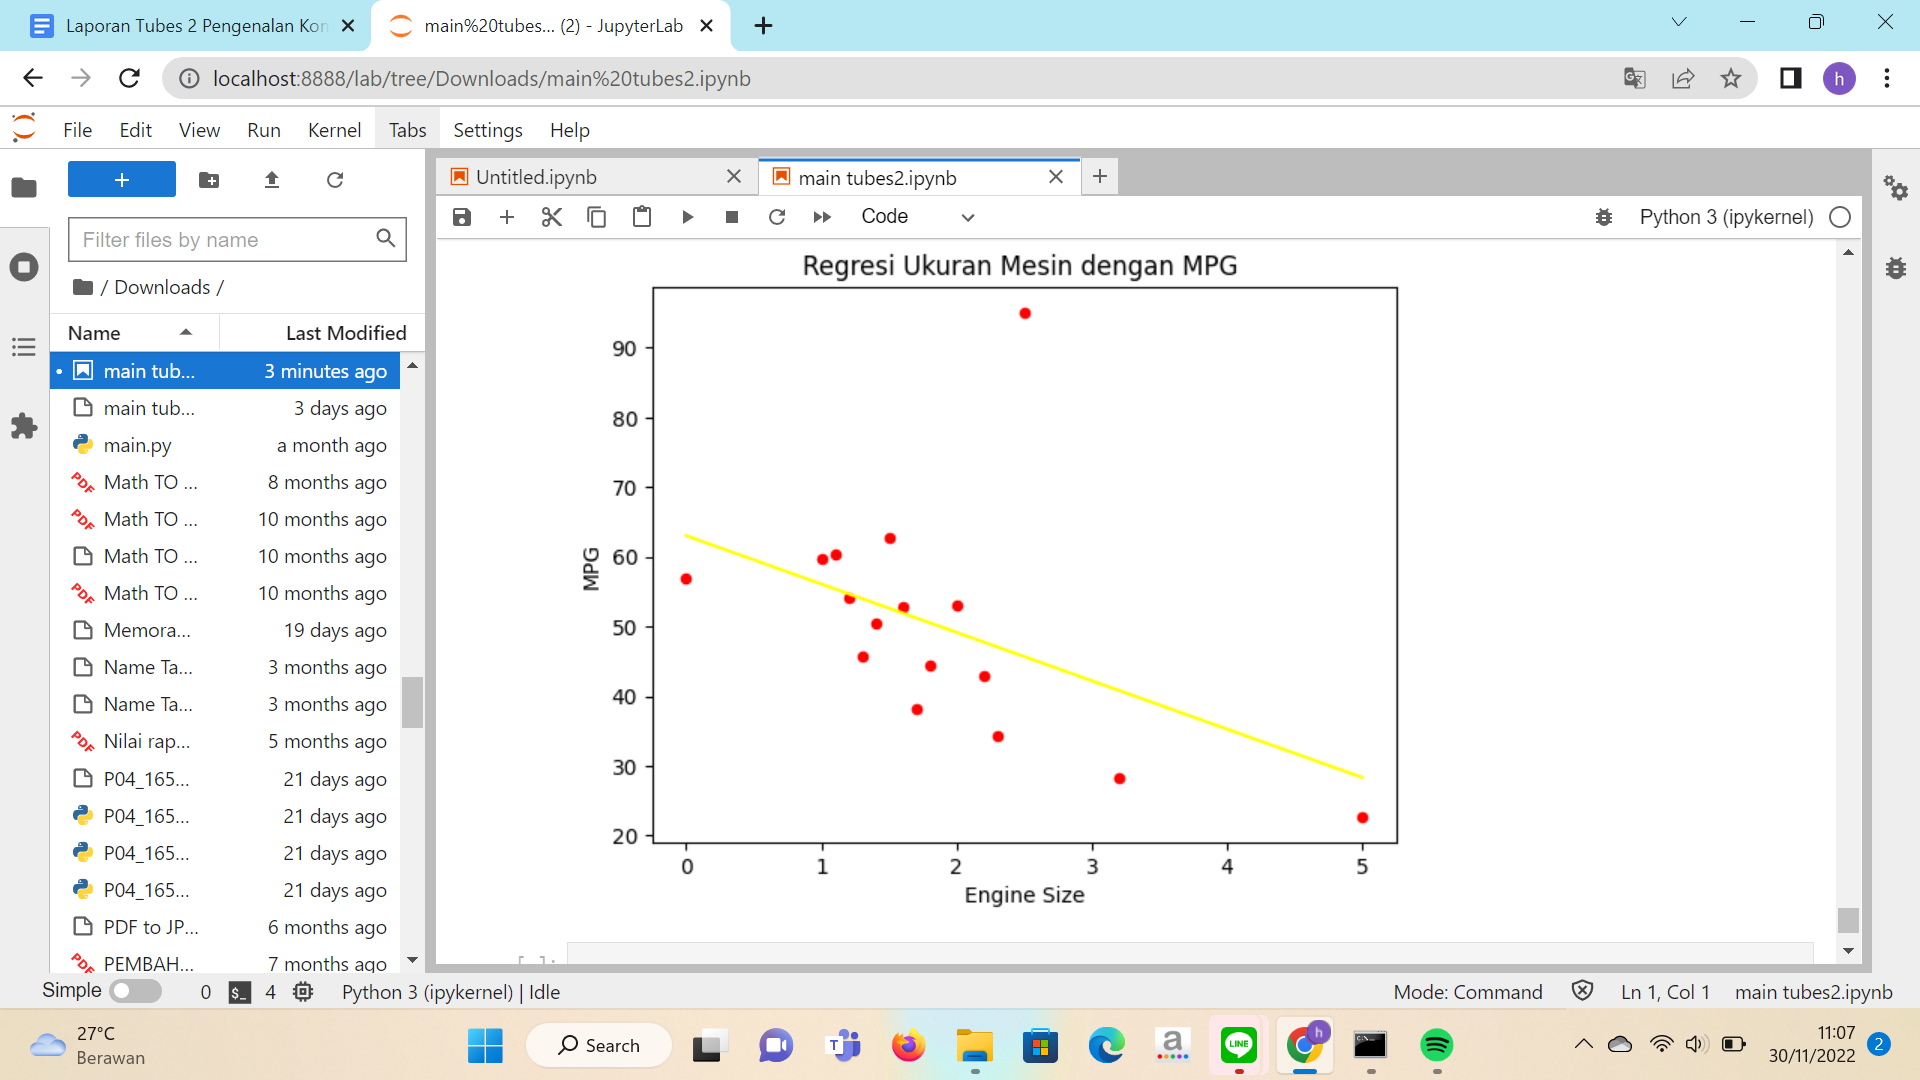 Laporan Tubes 2 Pengenalan Kon
main%20tubes... (2) - JupyterLab
localhost:8888/lab/tree/Downloads/main%20tubes2.ipynb
h
File Edit View Run Kernel Tabs Settings Help
Untitled.ipynb
main tubes2.ipynb
Code
Python 3 (ipykernel)
Filter files by name
/ Downloads /
Name Last Modified
main tub... 3 minutes ago
main tub... 3 days ago
main.py a month ago
Math TO ... 8 months ago
Math TO ... 10 months ago
Math TO ... 10 months ago
Math TO ... 10 months ago
Memora... 19 days ago
Name Ta... 3 months ago
Name Ta... 3 months ago
Nilai rap... 5 months ago
P04_165... 21 days ago
P04_165... 21 days ago
P04_165... 21 days ago
P04_165... 21 days ago
PDF to JP... 6 months ago
PEMBAH... 7 months ago
Regresi Ukuran Mesin dengan MPG
MPG
90
80
70
60
50
40
30
20
0 1 2 3 4 5
Engine Size
[ ]:
Simple 0 $_ 4 Python 3 (ipykernel) | Idle
Mode: Command Ln 1, Col 1 main tubes2.ipynb
27°C
Berawan
Search
LINE
h
11:07
30/11/2022
2